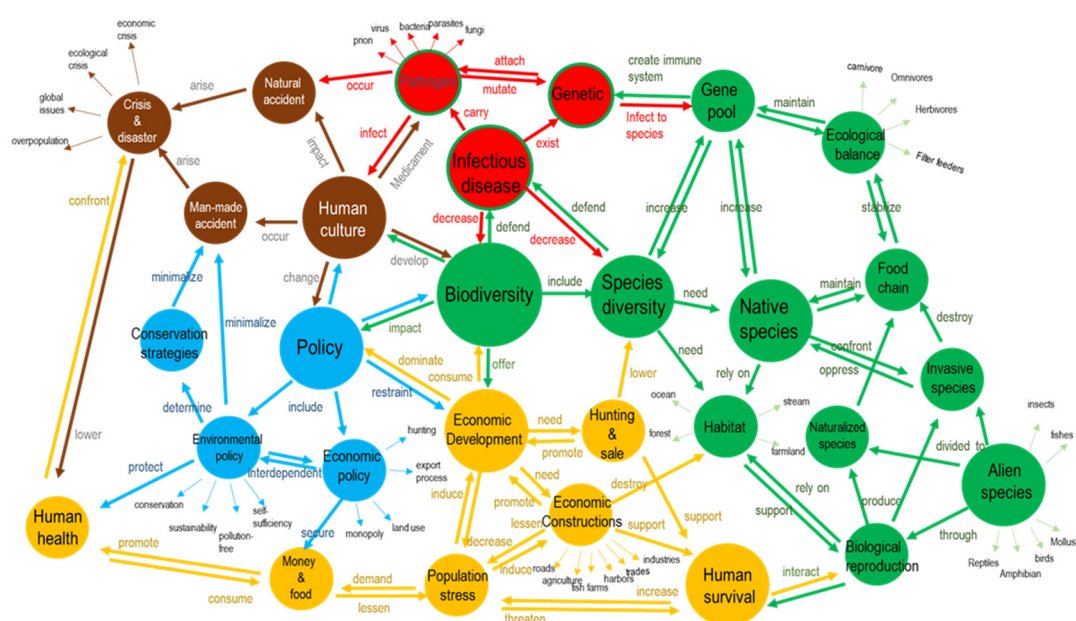 economic
crisis
virus
bacteria
parasites
fungi
prion
ecological
crisis
global
issues
overpopulation
Crisis
&
disaster
arise
Natural
accident
occur
Pathogen
attach
mutate
Genetic
create immune
system
Infect to
species
Gene
pool
maintain
carnivore
Omnivores
Herbivores
Filter feeders
Ecological
balance
carry
exist
infect
Medicament
impact
Infectious
disease
arise
Man-made
accident
occur
Human
culture
decrease
defend
defend
decrease
increase
increase
stabilize
confront
change
develop
Biodiversity
include
Species
diversity
need
Native
species
maintain
Food
chain
minimalize
minimalize
Conservation
strategies
Policy
impact
dominate
consume
offer
need
lower
rely on
confront
oppress
destroy
Invasive
species
determine
include
restraint
Economic
Development
need
promote
Hunting
&
sale
ocean
stream
forest
farmland
Habitat
Naturalized
species
divided to
insects
fishes
Alien
species
lower
protect
Environmental
policy
interdependent
Economic
policy
hunting
export
process
land use
monopoly
conservation
sustainability
pollution-
free
self-
sufficiency
induce
need
promote
lessen
Economic
Constructions
destroy
support
support
rely on
support
produce
through
Human
health
promote
consume
secure
Money
&
food
demand
lessen
decrease
Population
stress
induce
roads
agriculture
fish farms
harbors
trades
industries
increase
threaten
Human
survival
interact
Biological
reproduction
Reptiles
Amphibian
birds
Mollusk